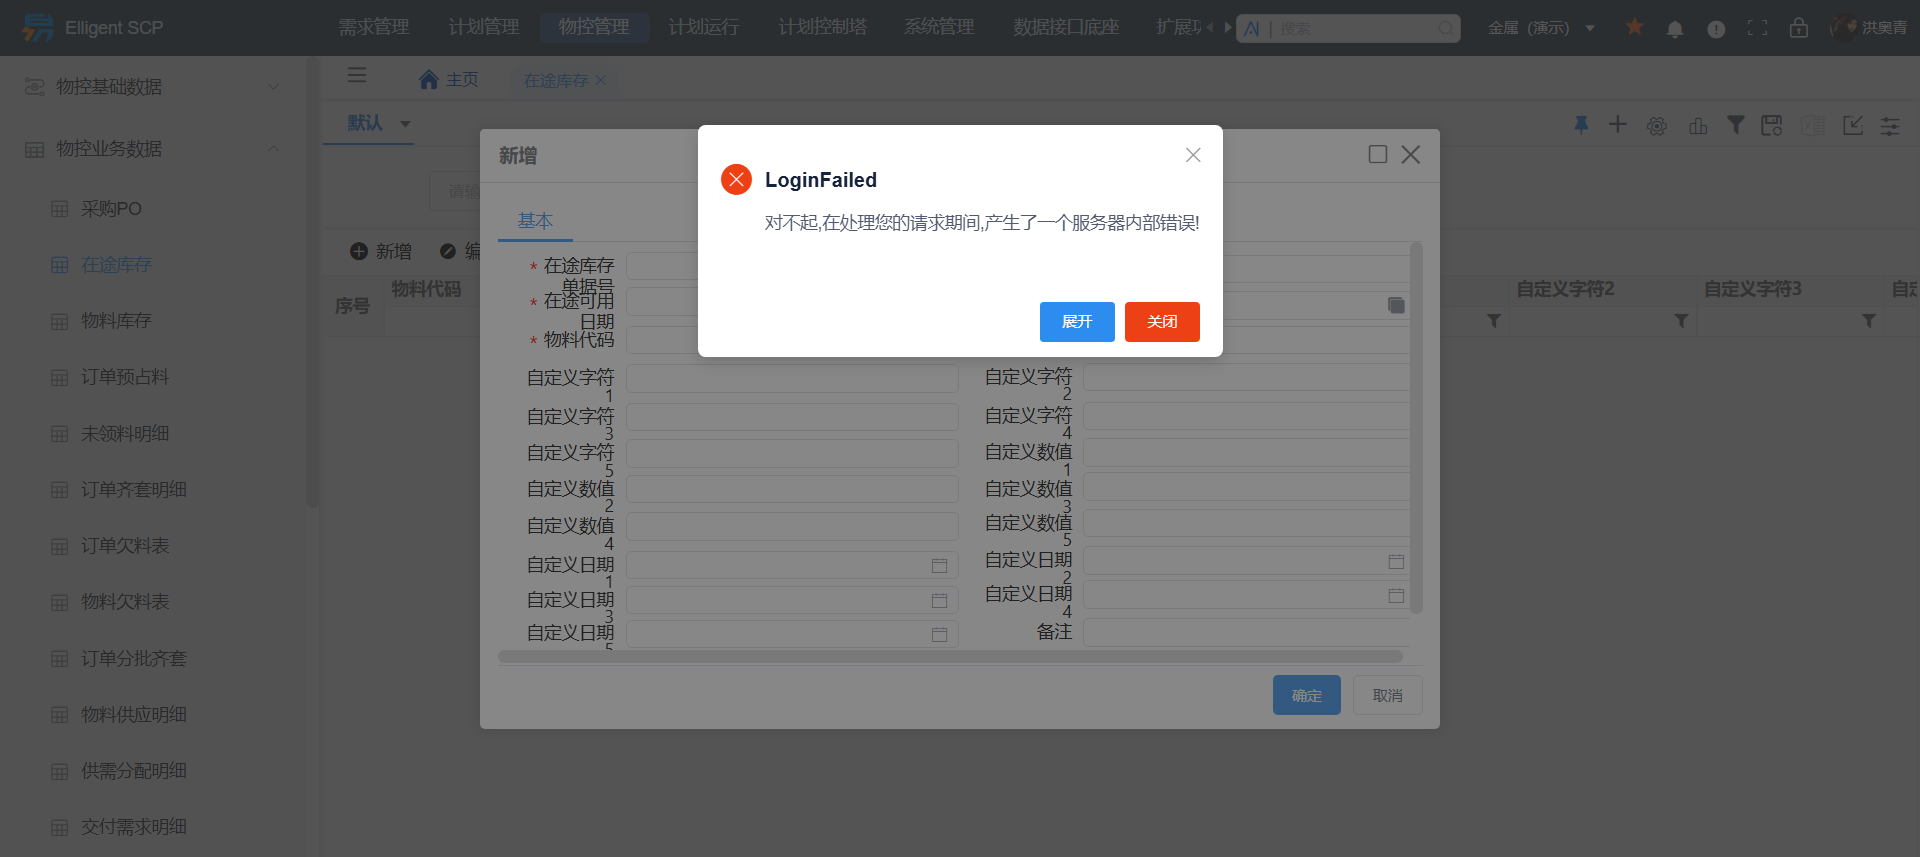 Elligent SCP
需求管理
计划管理
物控管理
计划运行
计划控制塔
系统管理
数据接口底座
扩展
AI
搜索
金属（演示）
洪奥青
物控基础数据
主页
在途库存
默认
物控业务数据
新增
LoginFailed
对不起,在处理您的请求期间,产生了一个服务器内部错误!
展开
关闭
请输
采购PO
基本
新增
编
在途库存
物料代码
序号
自定义字符2
自定义字符3
自定
* 在途库存
单据号
* 在途可用
日期
* 物料代码
物料库存
订单预占料
未领料明细
订单齐套明细
订单欠料表
物料欠料表
订单分批齐套
物料供应明细
供需分配明细
交付需求明细
自定义字符
1
自定义字符
2
自定义字符
3
自定义字符
4
自定义字符
5
自定义数值
1
自定义数值
2
自定义数值
3
自定义数值
4
自定义数值
5
自定义日期
1
自定义日期
2
自定义日期
3
自定义日期
4
自定义日期
5
备注
确定
取消